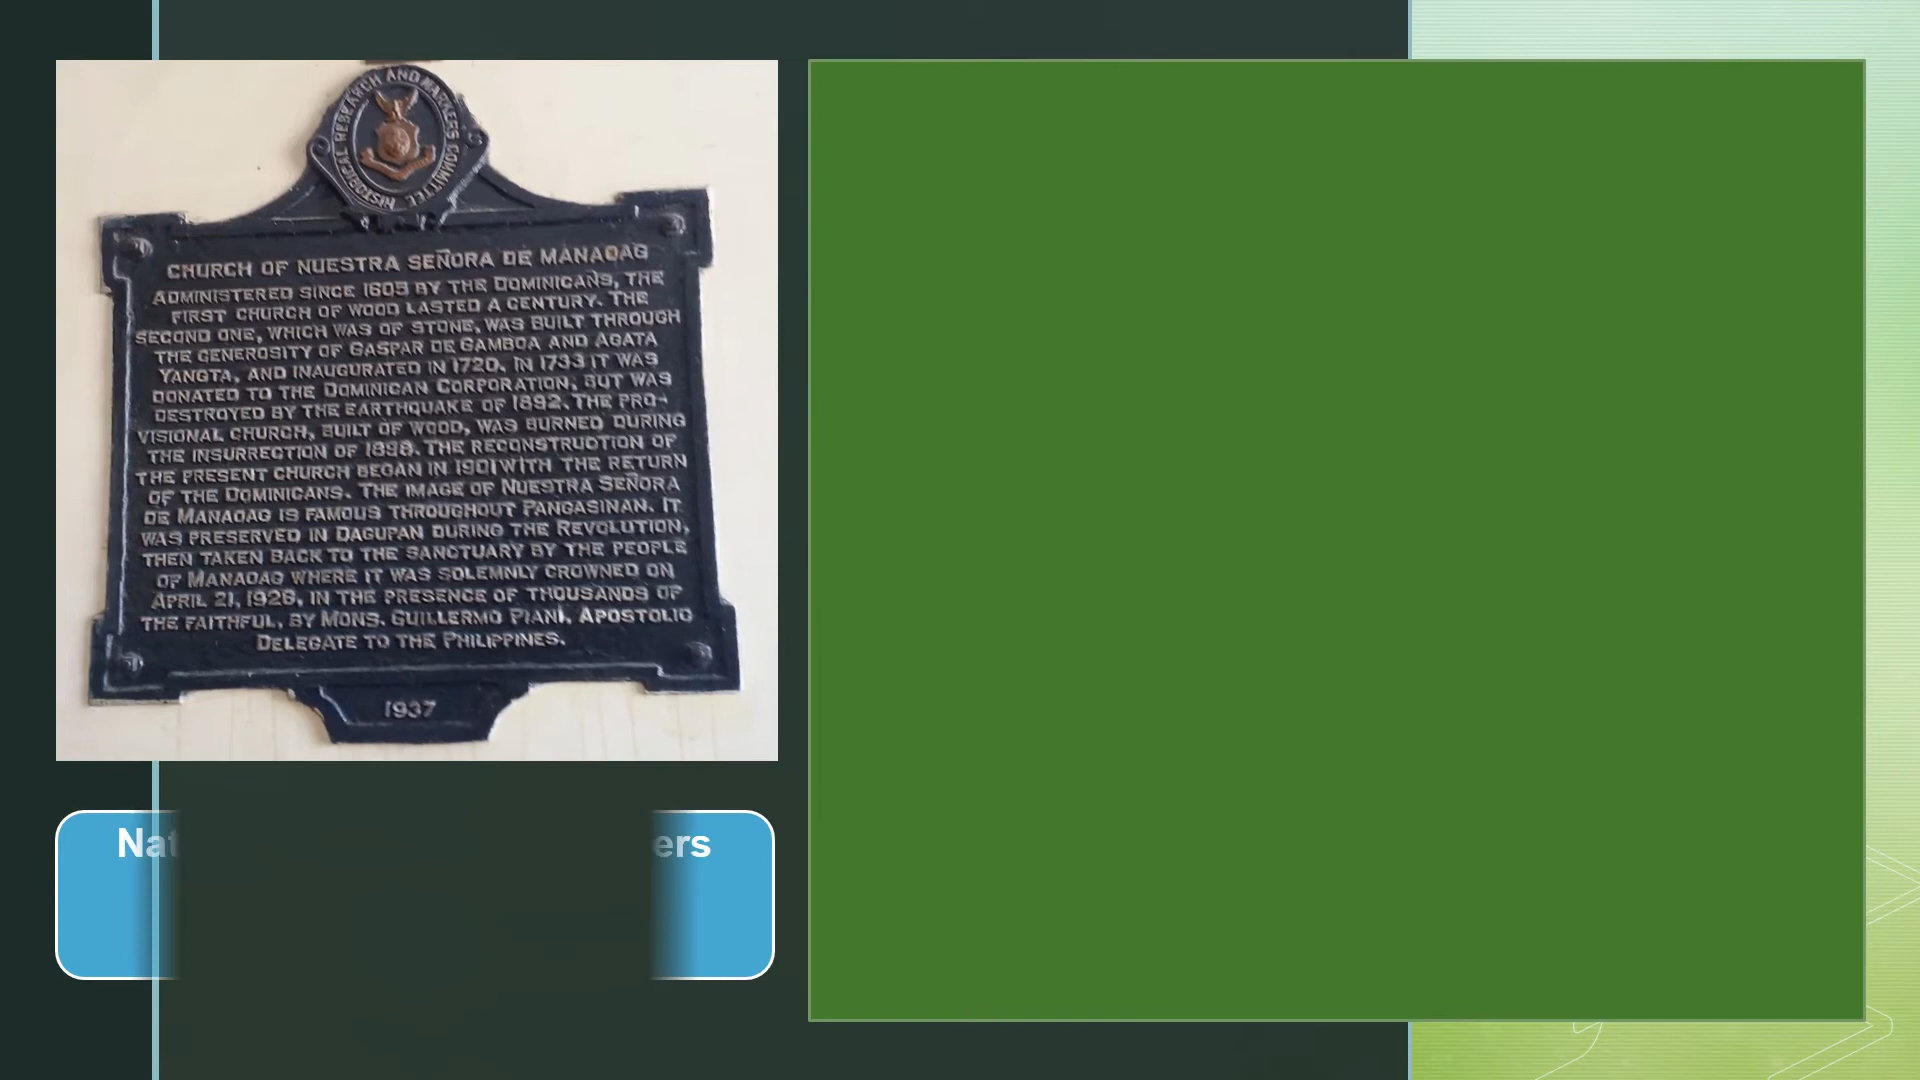 HISTORICAL RESEARCH AND MARKERS COMMITTEE
CHURCH OF NUESTRA SEÑORA DE MANAOAG
ADMINISTERED SINCE 1605 BY THE DOMINICANS, THE
FIRST CHURCH OF WOOD LASTED A CENTURY. THE
SECOND ONE, WHICH WAS OF STONE, WAS BUILT THROUGH
THE GENEROSITY OF GASPAR DE GAMBOA AND AGATA
YANGTA, AND INAUGURATED IN 1720. IN 1733 IT WAS
DONATED TO THE DOMINICAN CORPORATION, BUT WAS
DESTROYED BY THE EARTHQUAKE OF 1892. THE PRO-
VISIONAL CHURCH, BUILT OF WOOD, WAS BURNED DURING
THE INSURRECTION OF 1898. THE RECONSTRUCTION OF
THE PRESENT CHURCH BEGAN IN 1901 WITH THE RETURN
OF THE DOMINICANS. THE IMAGE OF NUESTRA SEÑORA
DE MANAOAG IS FAMOUS THROUGHOUT PANGASINAN. IT
WAS PRESERVED IN DAGUPAN DURING THE REVOLUTION,
THEN TAKEN BACK TO THE SANCTUARY BY THE PEOPLE
OF MANAOAG WHERE IT WAS SOLEMNLY CROWNED ON
APRIL 21, 1926, IN THE PRESENCE OF THOUSANDS OF
THE FAITHFUL, BY MONS. GUILLERMO PIANI, APOSTOLIC
DELEGATE TO THE PHILIPPINES.
1937